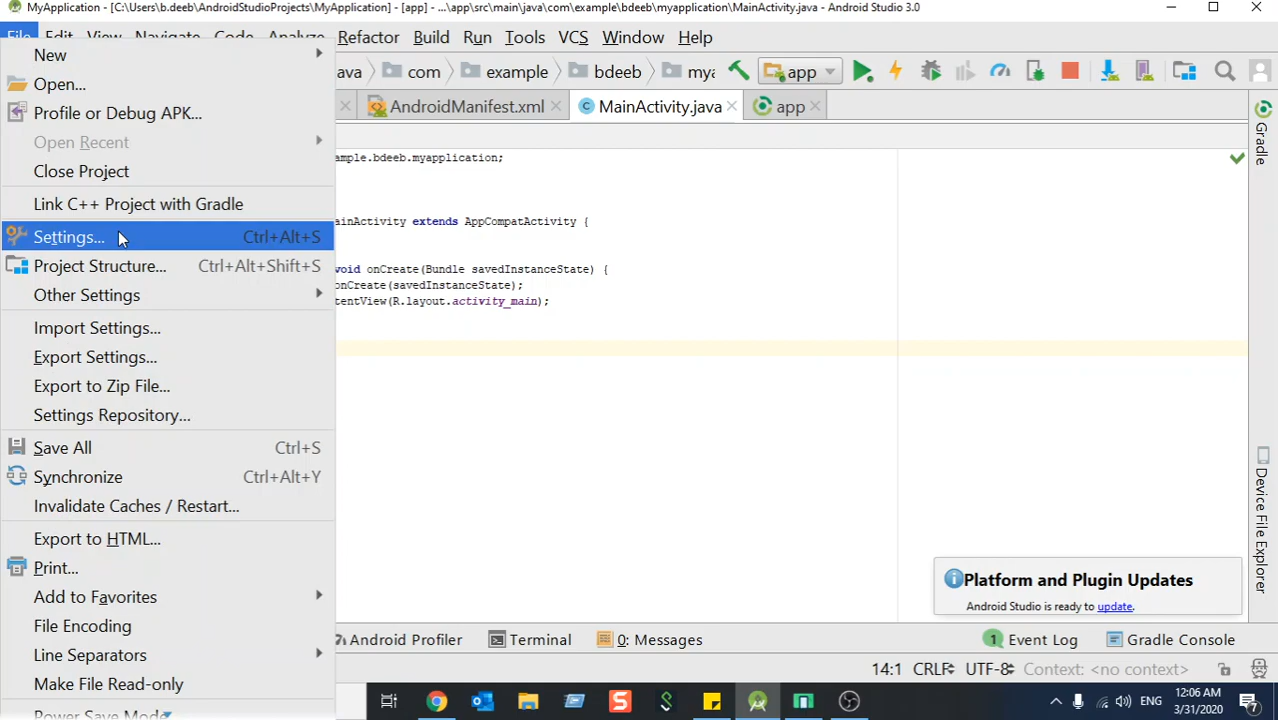 MyApplication - [C:\Users\b.deeb\AndroidStudioProjects\MyApplication] - [app] - ...\app\src\main\java\com\example\bdeeb\myapplication\MainActivity.java - Android Studio 3.0
File Edit View Navigate Code Analyze Refactor Build Run Tools VCS Window Help
ava com example bdeeb my app
AndroidManifest.xml MainActivity.java app
New
Open...
Profile or Debug APK...
Open Recent
Close Project
Link C++ Project with Gradle
Settings... Ctrl+Alt+S
Project Structure... Ctrl+Alt+Shift+S
Other Settings
Import Settings...
Export Settings...
Export to Zip File...
Settings Repository...
Save All Ctrl+S
Synchronize Ctrl+Alt+Y
Invalidate Caches / Restart...
Export to HTML...
Print...
Add to Favorites
File Encoding
Line Separators
Make File Read-only
Power Save Mode
ample.bdeeb.myapplication;
ainActivity extends AppCompatActivity {
void onCreate(Bundle savedInstanceState) {
onCreate(savedInstanceState);
tentView(R.layout.activity_main);
Gradle
Device File Explorer
Platform and Plugin Updates
Android Studio is ready to update.
Android Profiler Terminal 0: Messages 1 Event Log Gradle Console
14:1 CRLF UTF-8 Context: <no context>
ENG 12:06 AM
3/31/2020
7